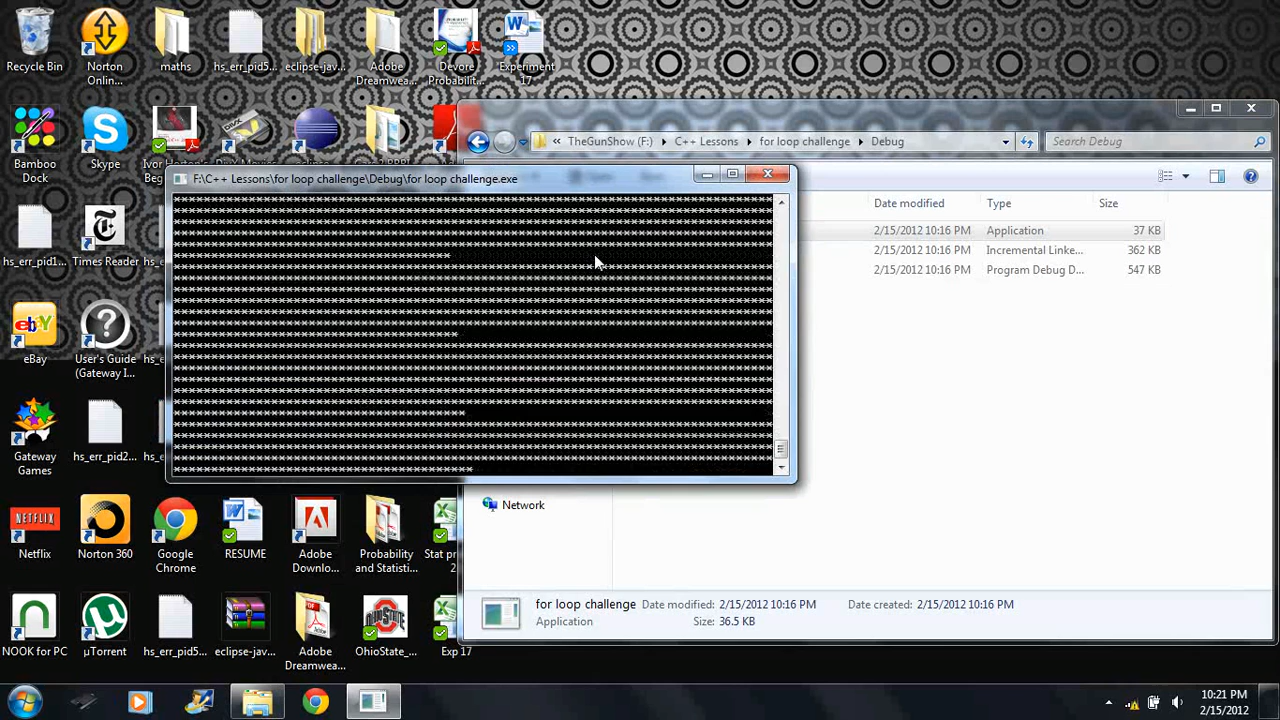 Recycle Bin
Norton
Online...
maths
hs_err_pid5...
eclipse-jav...
Adobe
Dreamwea...
Devore
Probabilit...
Experiment
17
Bamboo
Dock
Skype
TheGunShow (F:)
C++ Lessons
for loop challenge
Debug
Search Debug
F:\C++ Lessons\for loop challenge\Debug\for loop challenge.exe
Date modified
Type
Size
2/15/2012 10:16 PM
Application
37 KB
2/15/2012 10:16 PM
Incremental Linke...
362 KB
2/15/2012 10:16 PM
Program Debug D...
547 KB
hs_err_pid1...
Times Reader
eBay
User's Guide
(Gateway I...
Gateway
Games
hs_err_pid2...
Network
Netflix
Norton 360
Google
Chrome
RESUME
Adobe
Downlo...
Probability
and Statisti...
Stat pr
2
NOOK for PC
µTorrent
hs_err_pid5...
eclipse-jav...
Adobe
Dreamwea...
OhioState_...
Exp 17
for loop challenge
Date modified: 2/15/2012 10:16 PM
Date created: 2/15/2012 10:16 PM
Application
Size: 36.5 KB
10:21 PM
2/15/2012